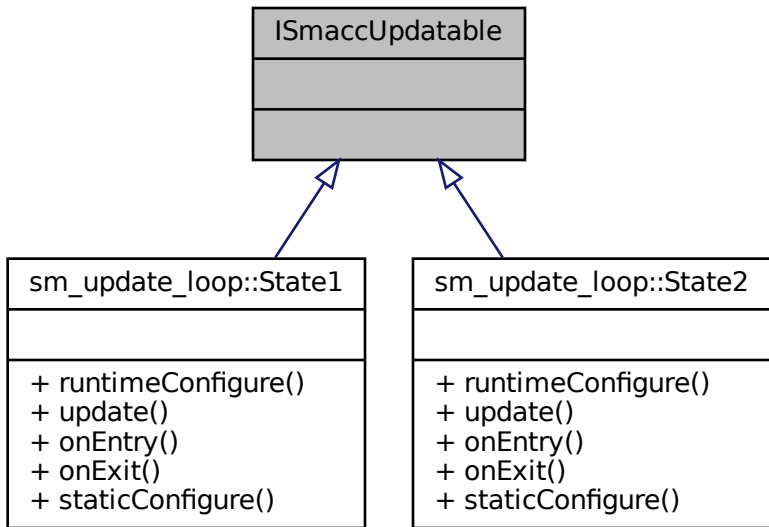 ISmaccUpdatable
sm_update_loop::State1
+ runtimeConfigure()
+ update()
+ onEntry()
+ onExit()
+ staticConfigure()
sm_update_loop::State2
+ runtimeConfigure()
+ update()
+ onEntry()
+ onExit()
+ staticConfigure()